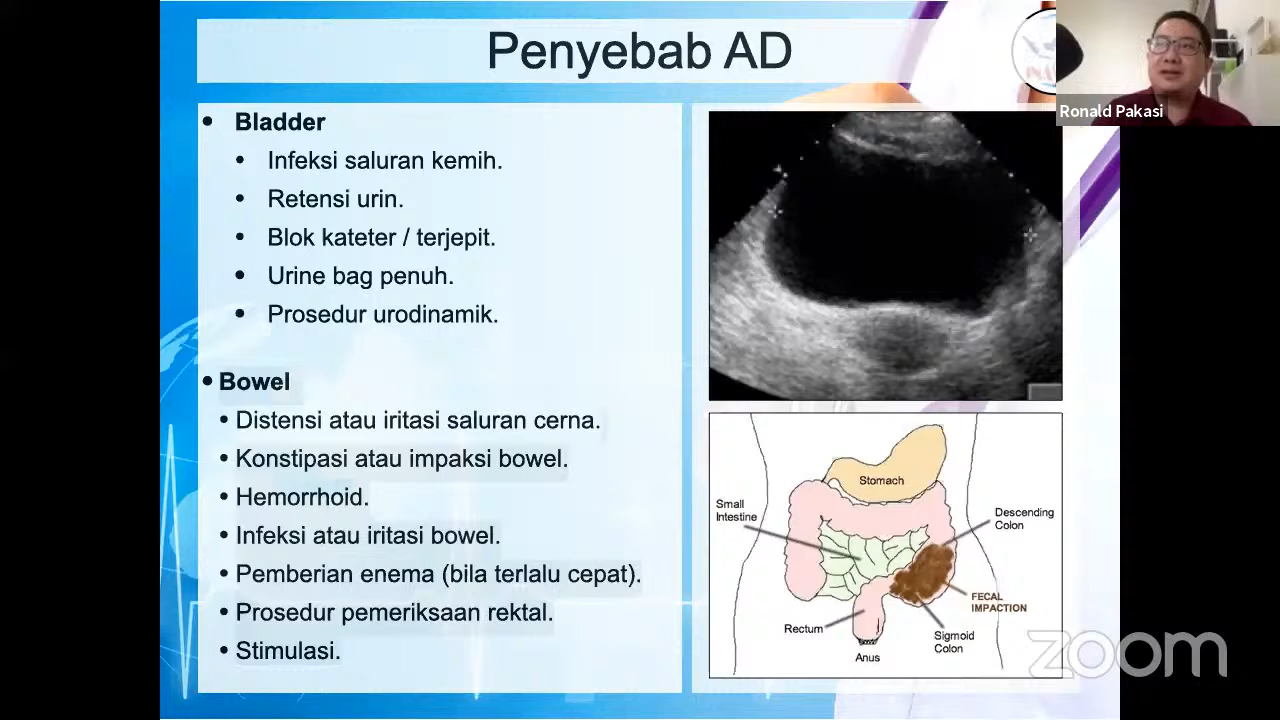 Penyebab AD
Ronald Pakasi
• Bladder
• Infeksi saluran kemih.
• Retensi urin.
• Blok kateter / terjepit.
• Urine bag penuh.
• Prosedur urodinamik.
• Bowel
• Distensi atau iritasi saluran cerna.
• Konstipasi atau impaksi bowel.
• Hemorrhoid.
• Infeksi atau iritasi bowel.
• Pemberian enema (bila terlalu cepat).
• Prosedur pemeriksaan rektal.
• Stimulasi.
Stomach
Small
Intestine
Descending
Colon
FECAL
IMPACTION
Rectum
Sigmoid
Colon
Anus
zoom